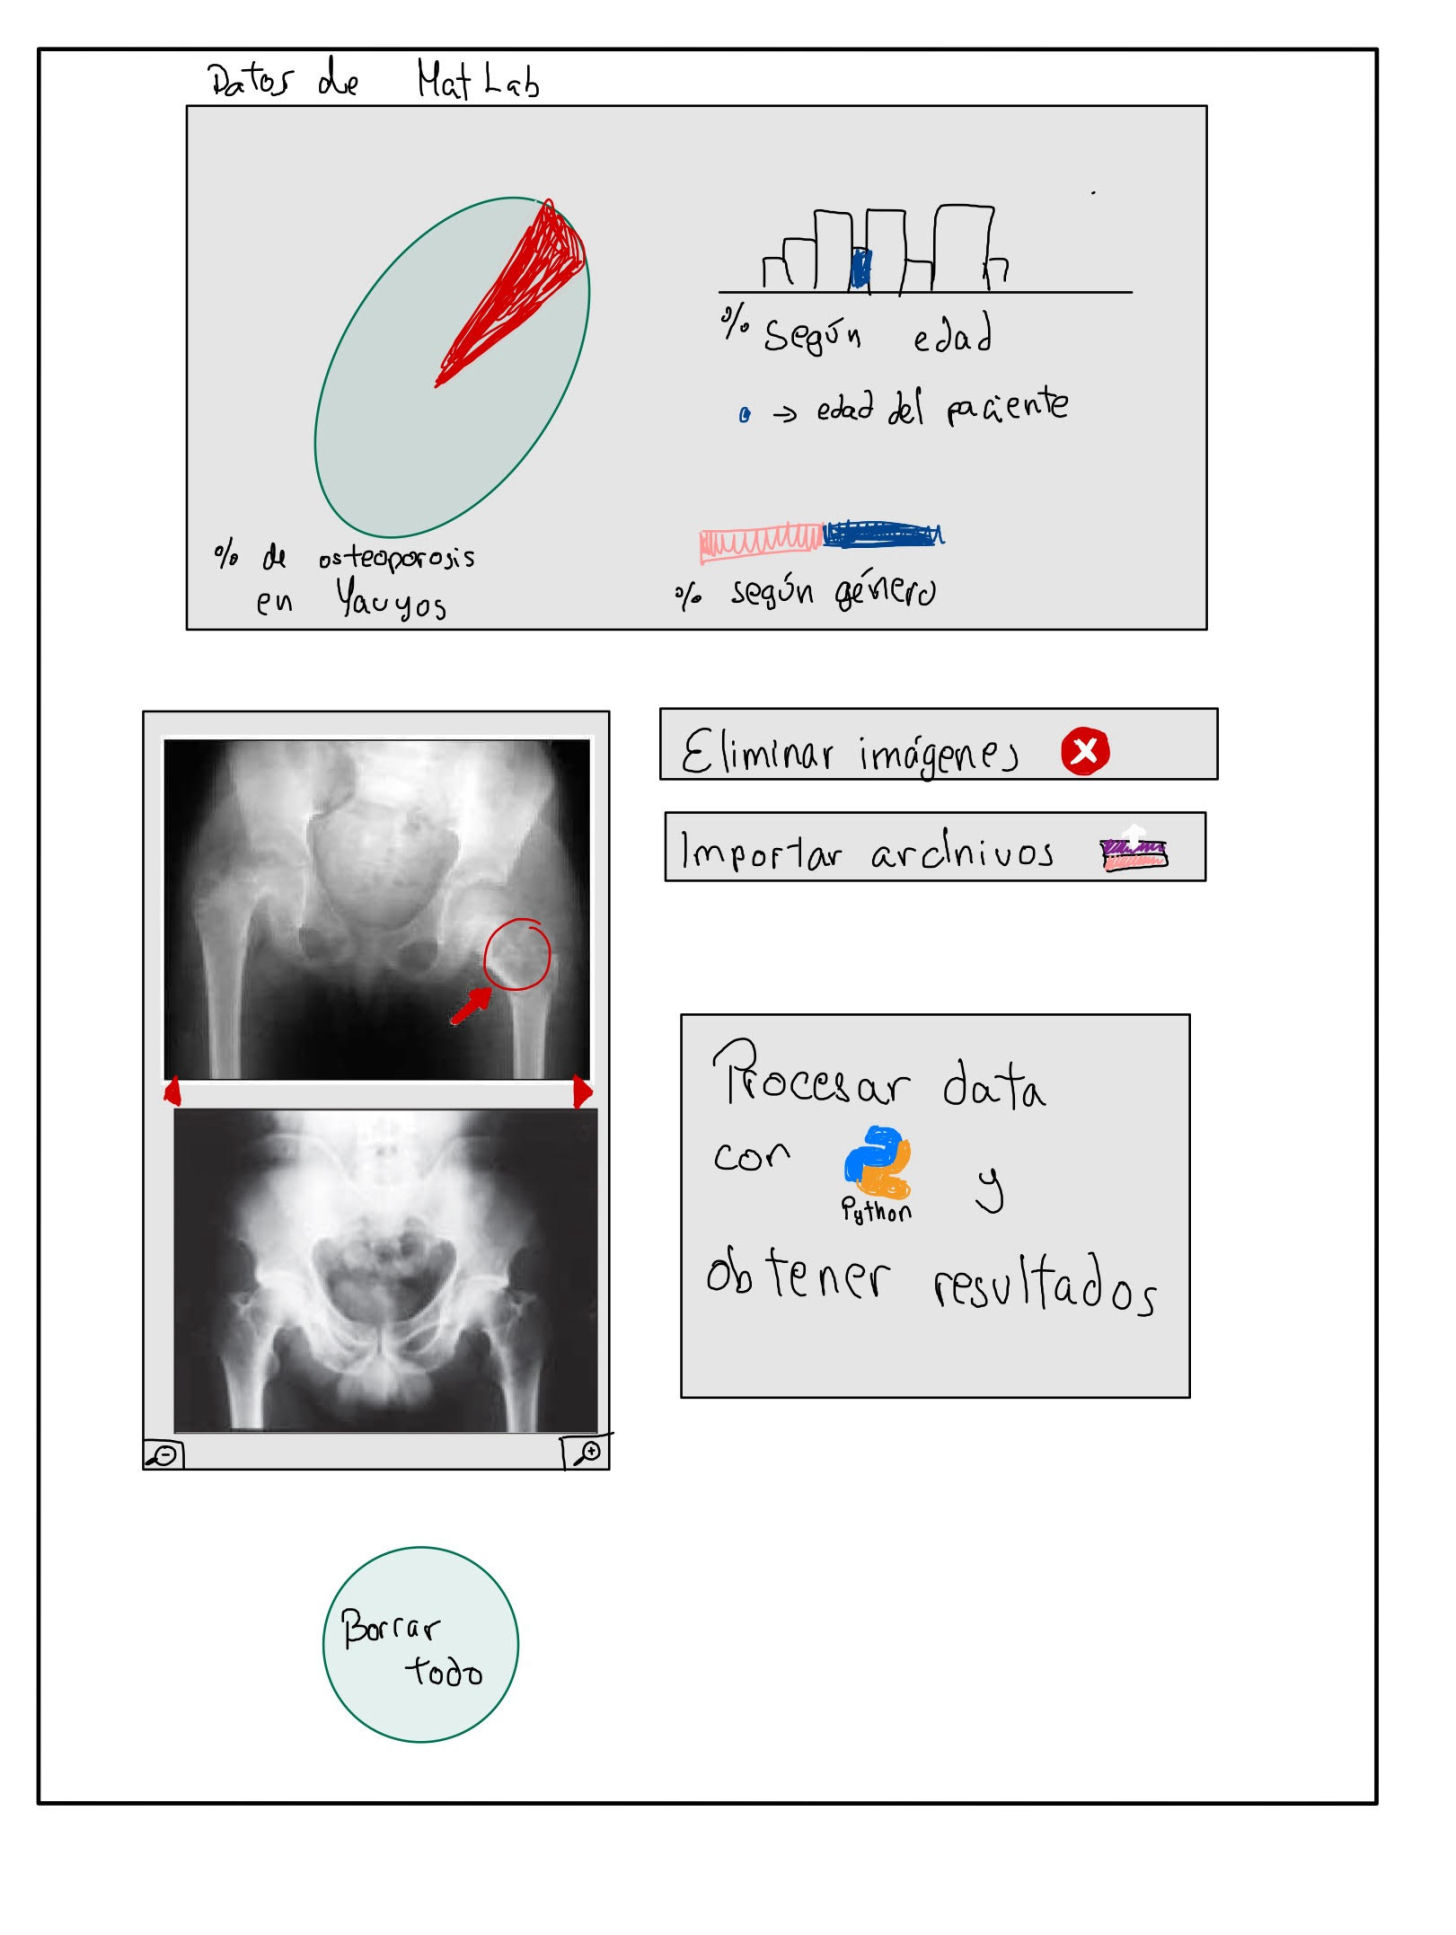 Datos de MatLab
% de osteoporosis
en Yauyos
% Según edad
→ edad del paciente
% según género
Eliminar imágenes
Importar archivos
Procesar data
con Python y
obtener resultados
Borrar
todo